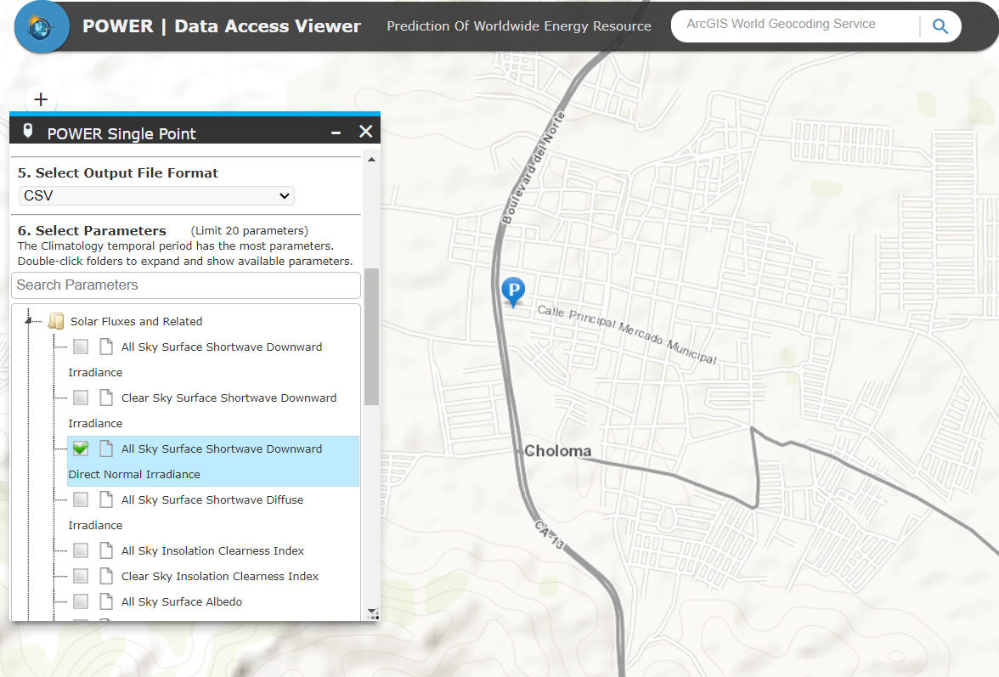 POWER | Data Access Viewer
Prediction Of Worldwide Energy Resource
ArcGIS World Geocoding Service
+
POWER Single Point
5. Select Output File Format
CSV
6. Select Parameters (Limit 20 parameters)
The Climatology temporal period has the most parameters.
Double-click folders to expand and show available parameters.
Search Parameters
Solar Fluxes and Related
All Sky Surface Shortwave Downward
Irradiance
Clear Sky Surface Shortwave Downward
Irradiance
All Sky Surface Shortwave Downward
Direct Normal Irradiance
All Sky Surface Shortwave Diffuse
Irradiance
All Sky Insolation Clearness Index
Clear Sky Insolation Clearness Index
All Sky Surface Albedo
Boulevard del Norte
P
Calle Principal Mercado Municipal
Choloma
CA-13